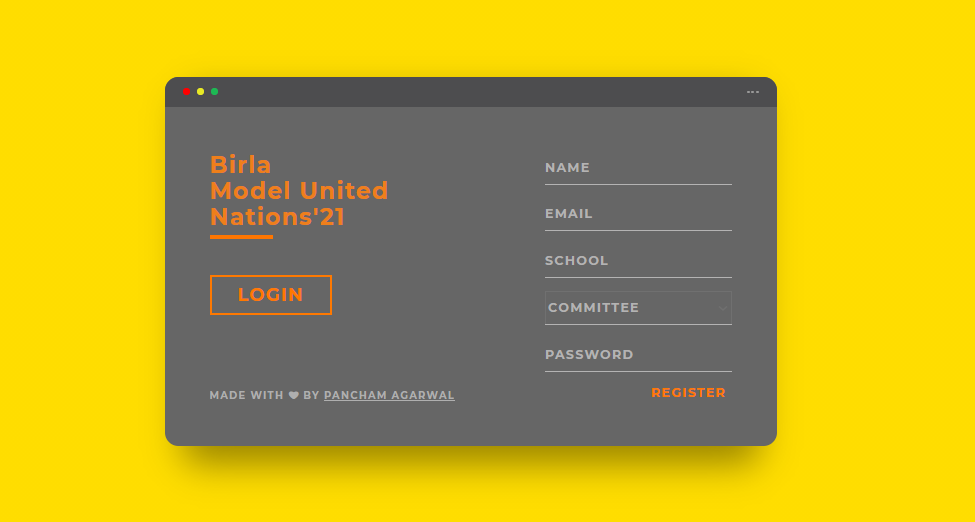 Birla
Model United
Nations'21
LOGIN
MADE WITH ❤ BY PANCHAM AGARWAL
NAME
EMAIL
SCHOOL
COMMITTEE
PASSWORD
REGISTER